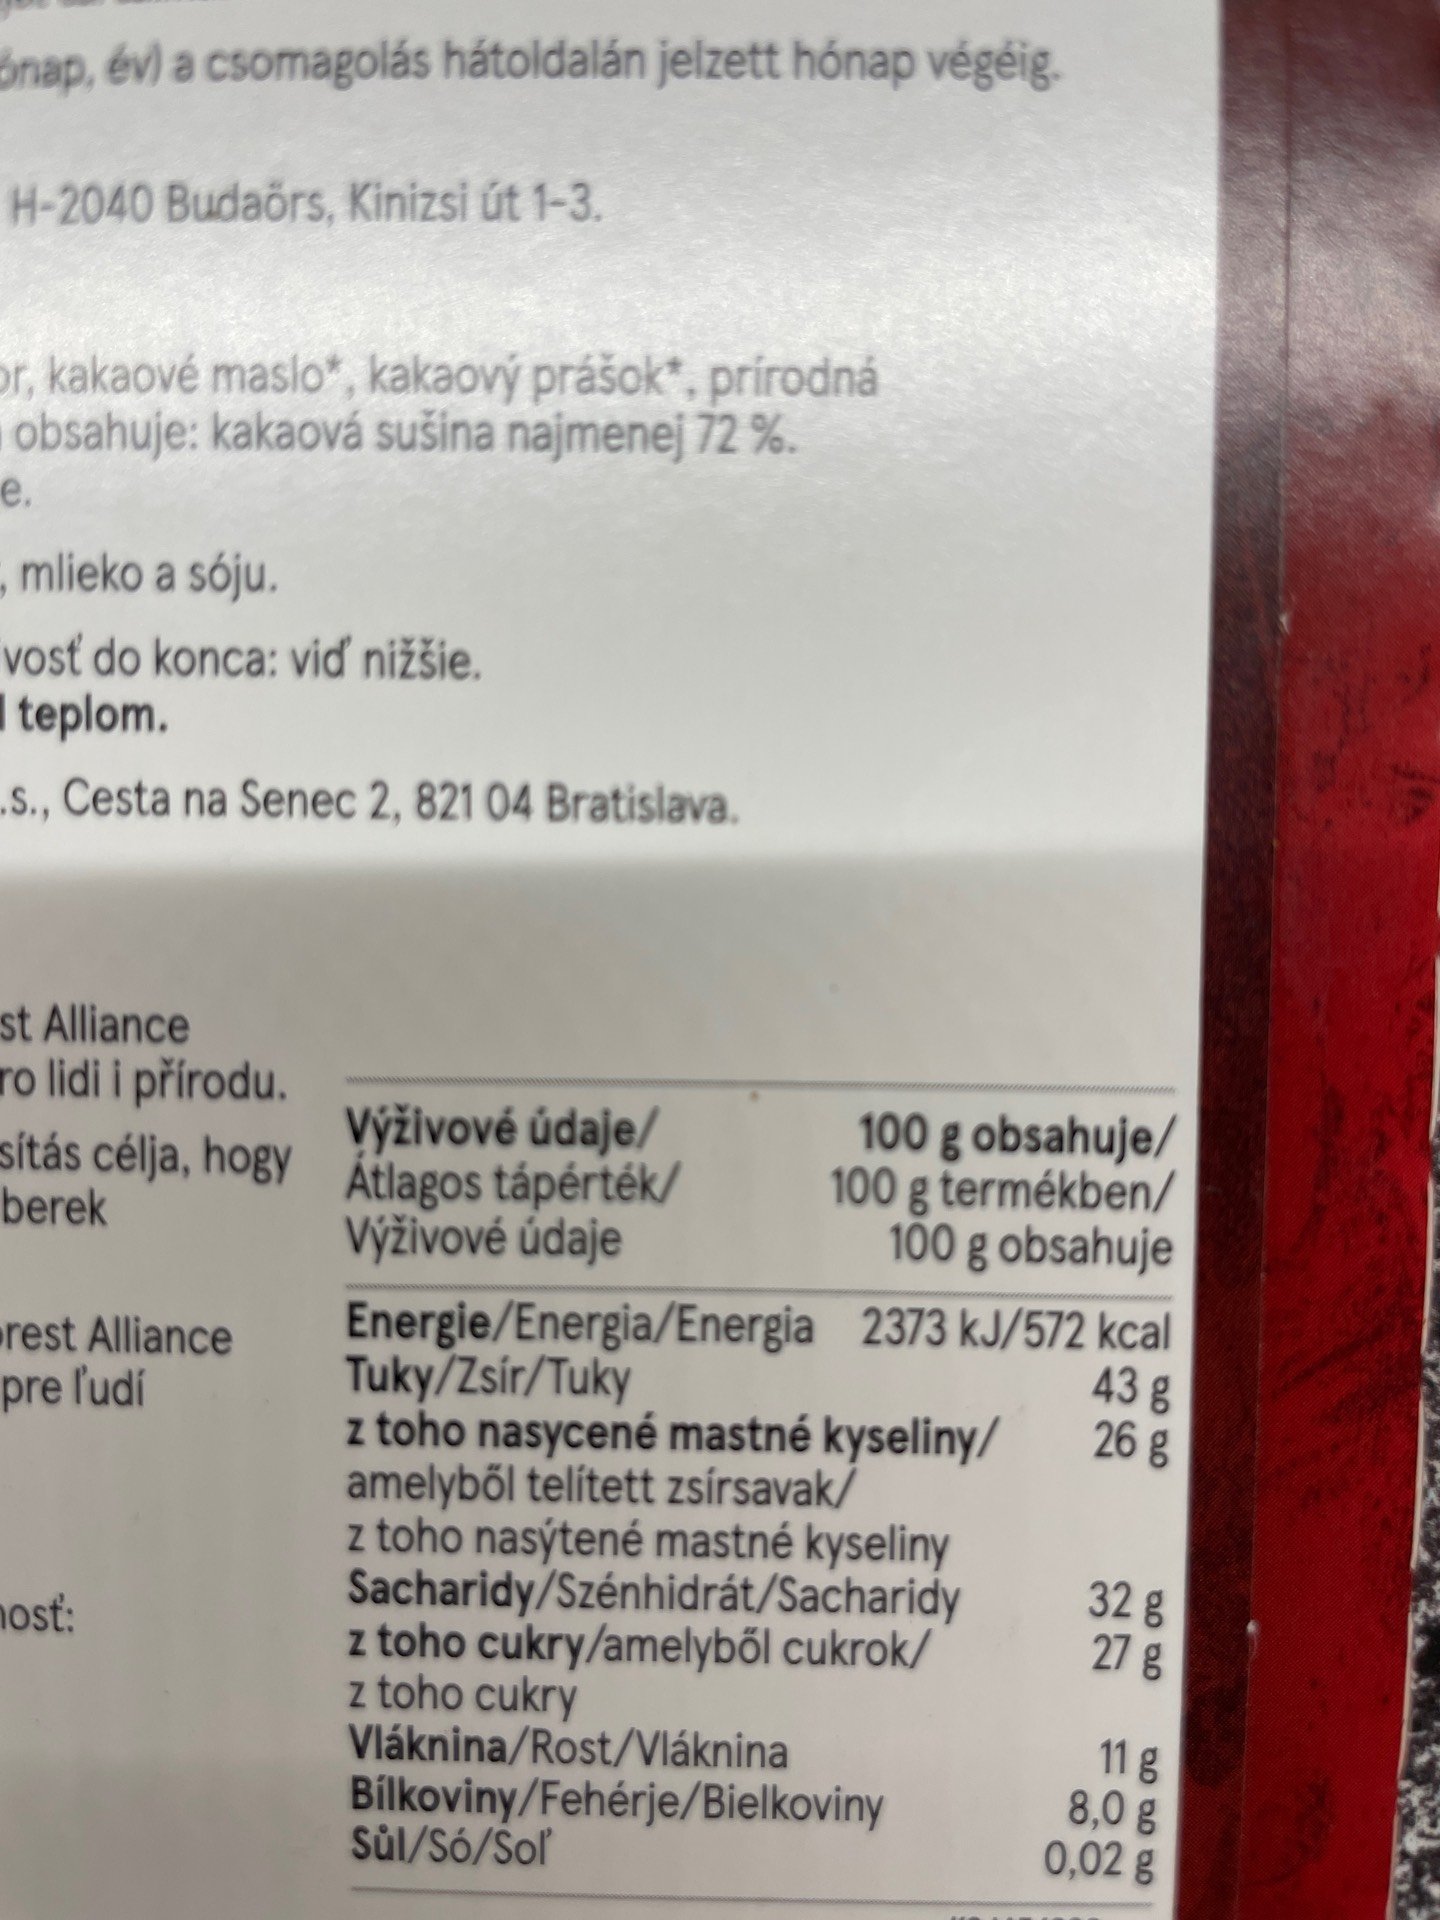 ónap, év) a csomagolás hátoldalán jelzett hónap végéig.
H-2040 Budaörs, Kinizsi út 1-3.
or, kakaové maslo*, kakaový prášok*, prírodná
obsahuje: kakaová sušina najmenej 72 %.
e.
, mlieko a sóju.
vosť do konca: viď nižšie.
teplom.
.s., Cesta na Senec 2, 821 04 Bratislava.
st Alliance
ro lidi i přírodu.
sítás célja, hogy
berek
orest Alliance
pre ľudí
nosť:
Výživové údaje/ 100 g obsahuje/
Átlagos tápérték/ 100 g termékben/
Výživové údaje 100 g obsahuje
Energie/Energia/Energia 2373 kJ/572 kcal
Tuky/Zsír/Tuky 43 g
z toho nasycené mastné kyseliny/ 26 g
amelyből telített zsírsavak/
z toho nasýtené mastné kyseliny
Sacharidy/Szénhidrát/Sacharidy 32 g
z toho cukry/amelyből cukrok/ 27 g
z toho cukry
Vláknina/Rost/Vláknina 11 g
Bílkoviny/Fehérje/Bielkoviny 8,0 g
Sůl/Só/Soľ 0,02 g